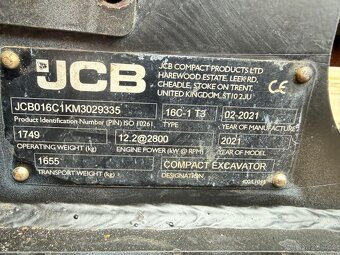 JCB
JCB COMPACT PRODUCTS LTD
HAREWOOD ESTATE, LEEK RD,
CHEADLE, STOKE ON TRENT,
UNITED KINGDOM, ST10 2JU
CE
JCB016C1KM3029335 16C-1 T3 02-2021
Product Identification Number (PIN) ISO 10261 TYPE DATE OF MANUFACTURE
1749 12.2@2800 2021
OPERATING WEIGHT (kg) ENGINE POWER kW @ RPM YEAR OF MODEL
1655 COMPACT EXCAVATOR
TRANSPORT WEIGHT (kg)